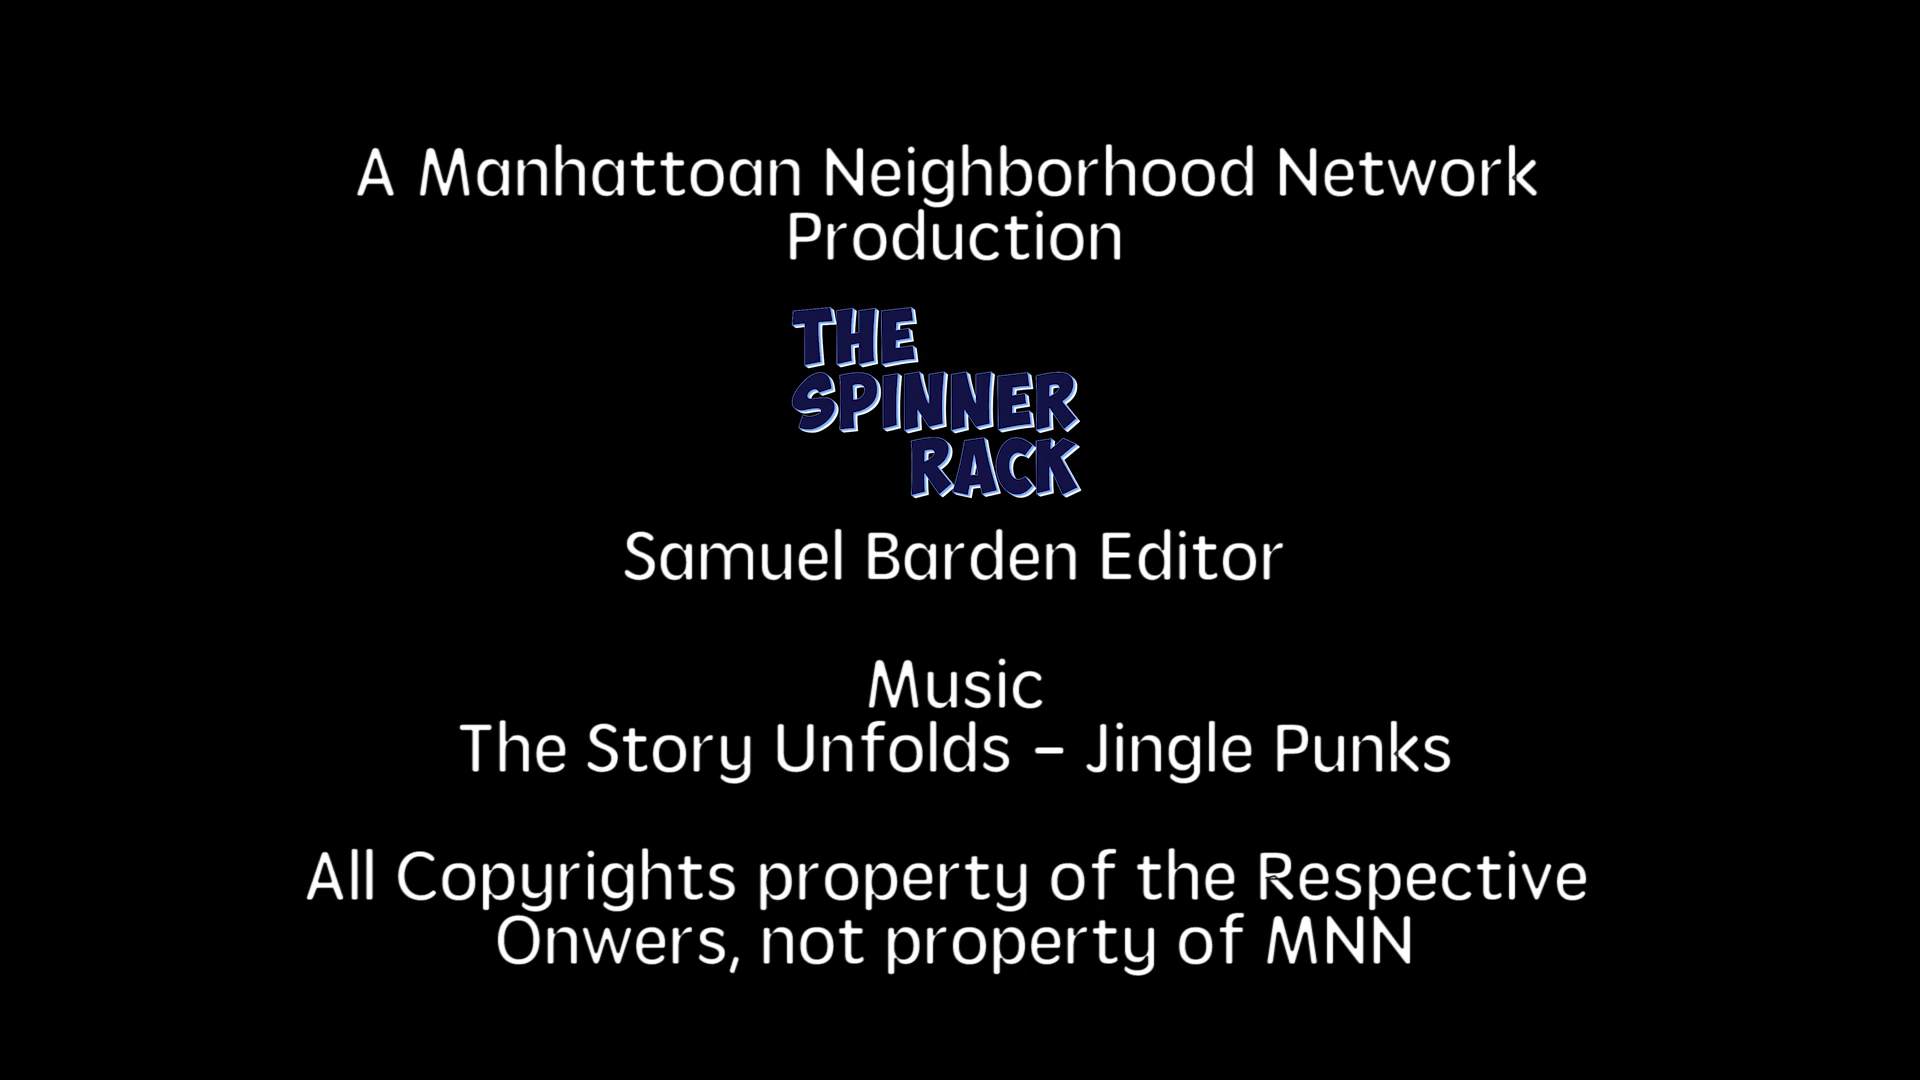 A Manhattoan Neighborhood Network
Production
THE
SPINNER
RACK
Samuel Barden Editor
Music
The Story Unfolds - Jingle Punks
All Copyrights property of the Respective
Onwers, not property of MNN